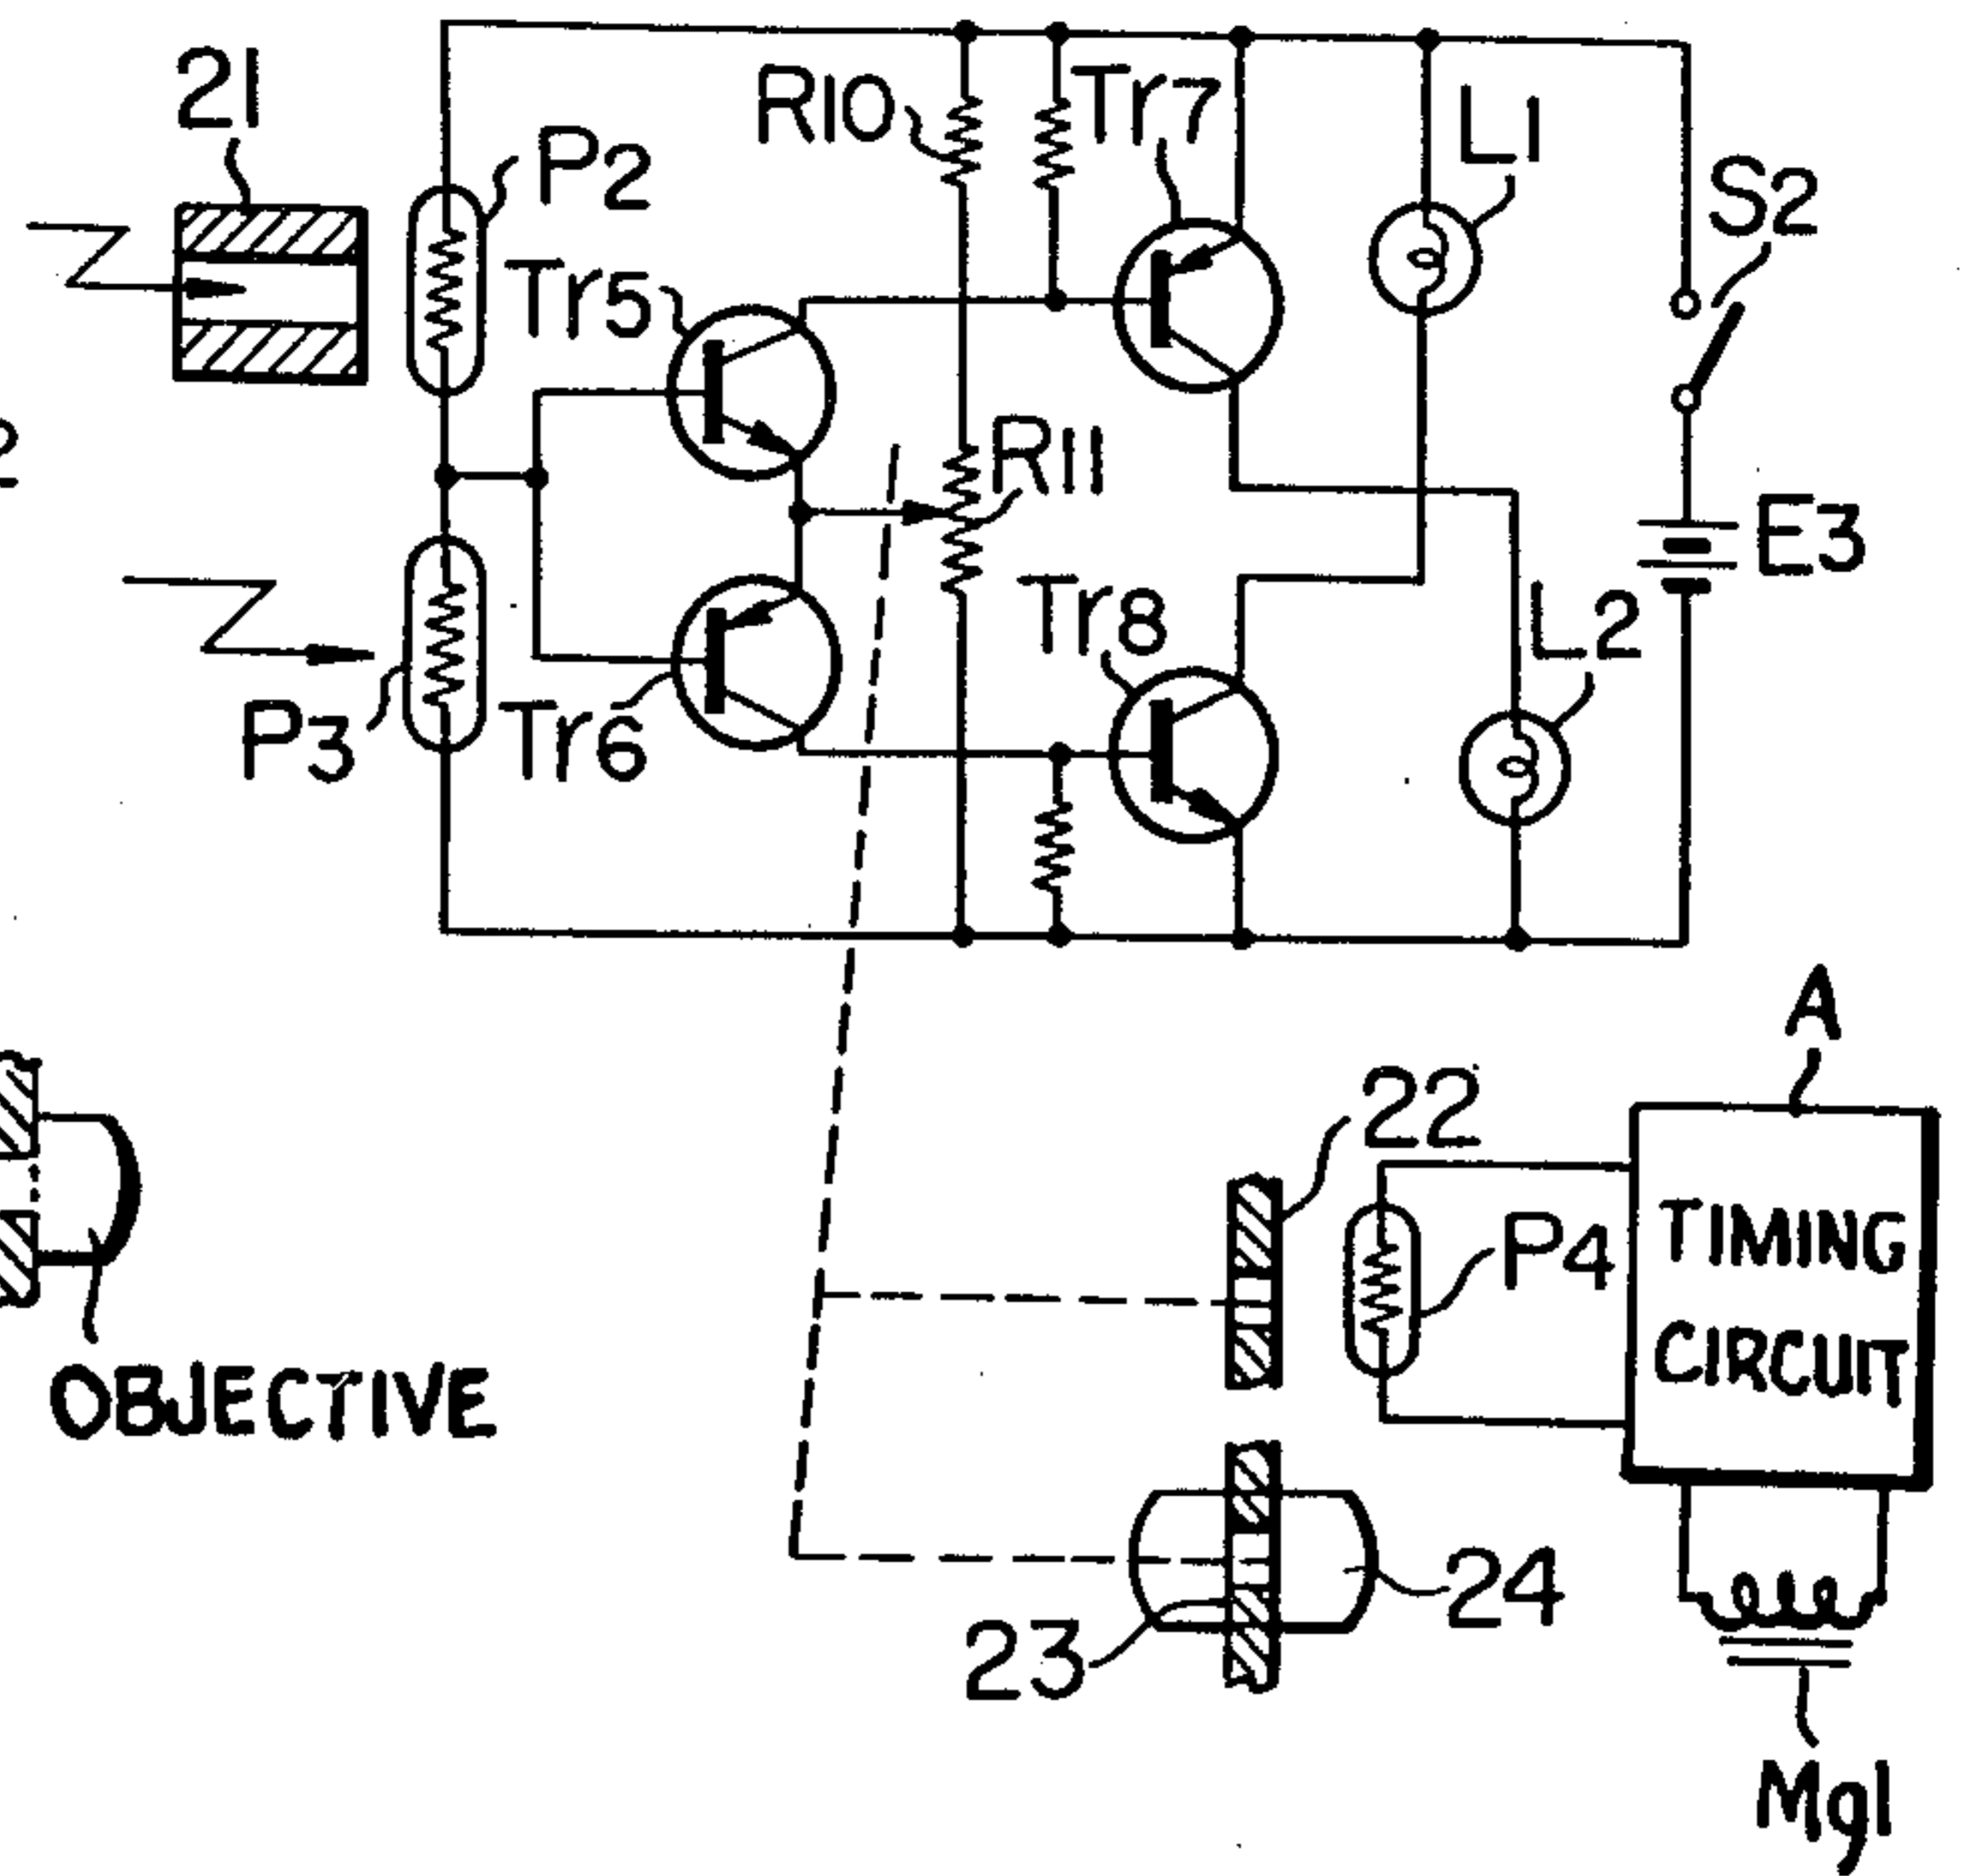 21
P2
R10
Tr7
L1
S2
Tr5
R11
E3
Tr8
L2
P3
Tr6
A
22
P4
TIMING
CIRCUIT
OBJECTIVE
24
23
Mg1